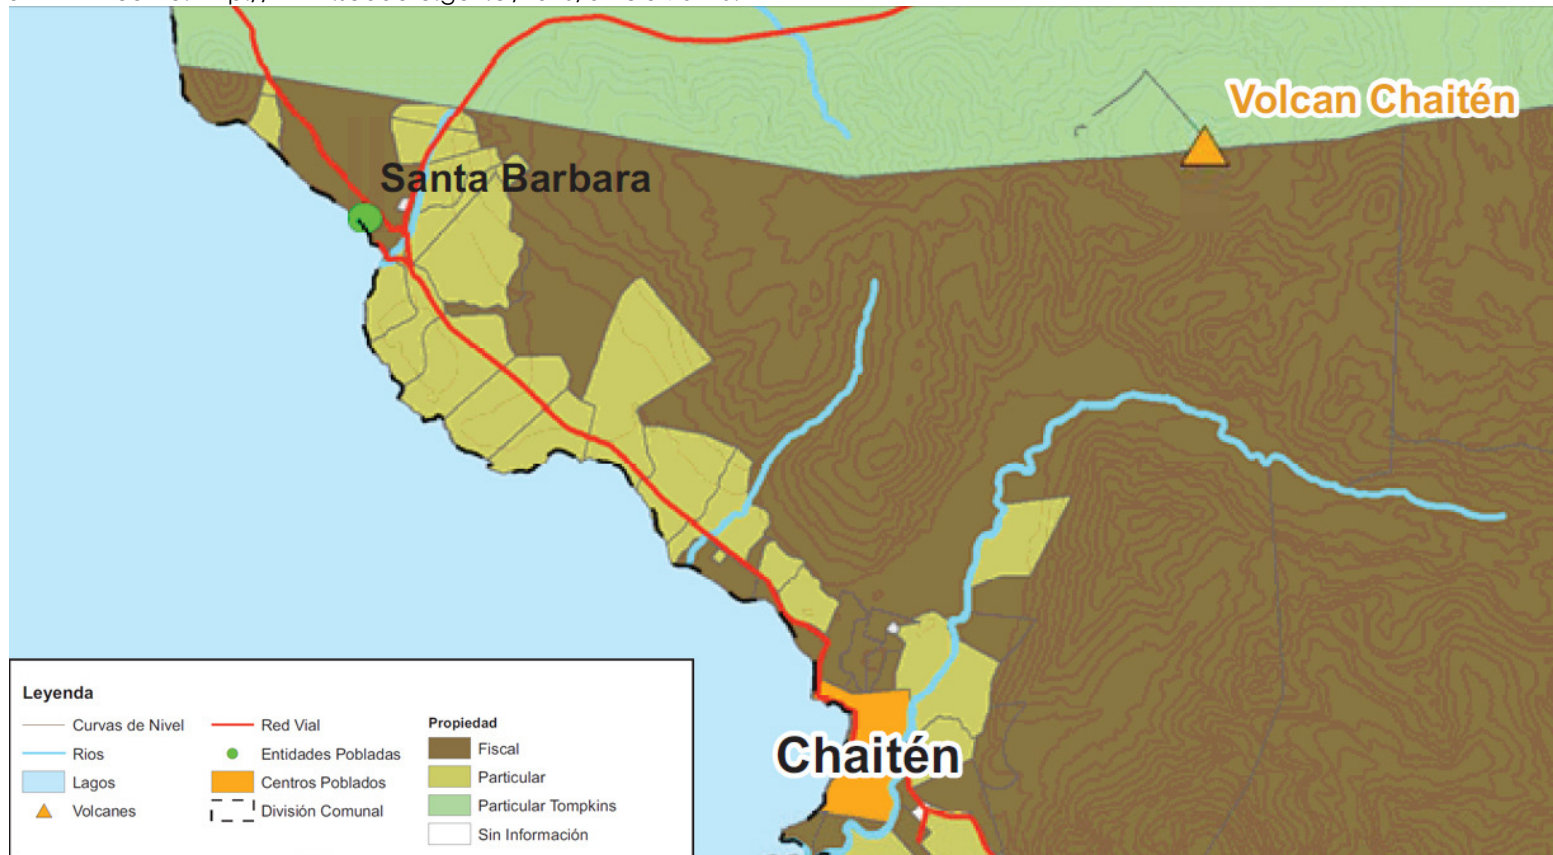 Volcan Chaitén
Santa Barbara
Chaitén
Leyenda
Curvas de Nivel
Rios
Lagos
Volcanes
Red Vial
Entidades Pobladas
Centros Poblados
División Comunal
Propiedad
Fiscal
Particular
Particular Tompkins
Sin Información